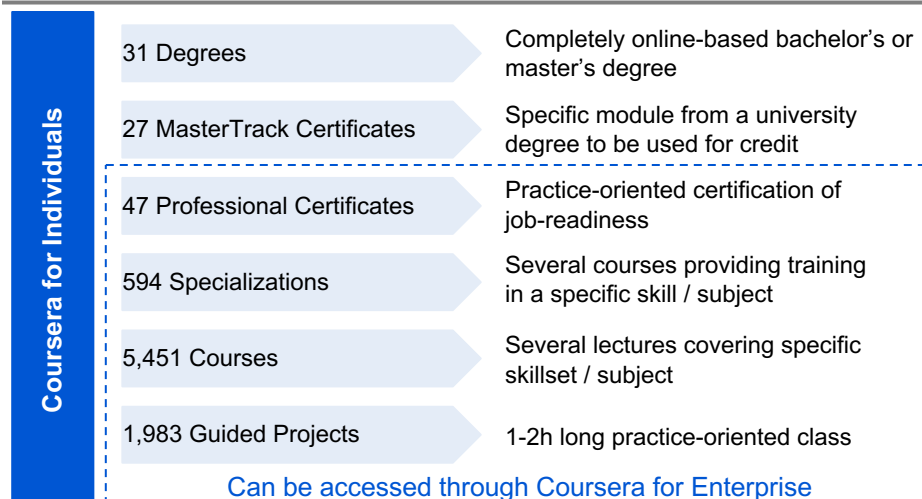 Coursera for Individuals
31 Degrees
Completely online-based bachelor's or
master's degree
27 MasterTrack Certificates
Specific module from a university
degree to be used for credit
47 Professional Certificates
Practice-oriented certification of
job-readiness
594 Specializations
Several courses providing training
in a specific skill / subject
5,451 Courses
Several lectures covering specific
skillset / subject
1,983 Guided Projects
1-2h long practice-oriented class
Can be accessed through Coursera for Enterprise